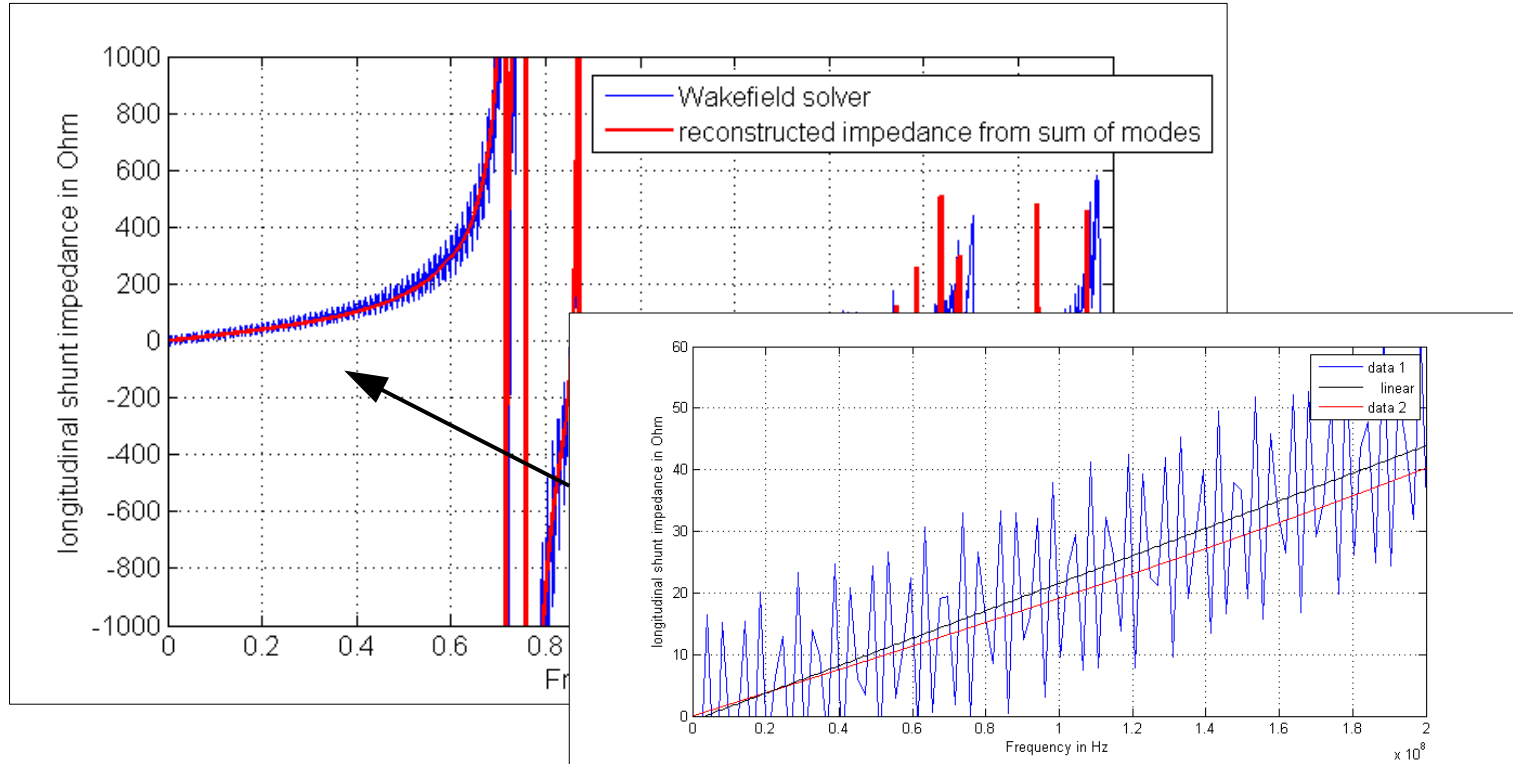 1000
800
600
400
200
0
-200
-400
-600
-800
-1000
longitudinal shunt impedance in Ohm
0 0.2 0.4 0.6 0.8
Fr
Wakefield solver
reconstructed impedance from sum of modes
60
50
40
30
20
10
0
longitudinal shunt impedance in Ohm
0 0.2 0.4 0.6 0.8 1 1.2 1.4 1.6 1.8 2
Frequency in Hz
x 10^8
data 1
linear
data 2